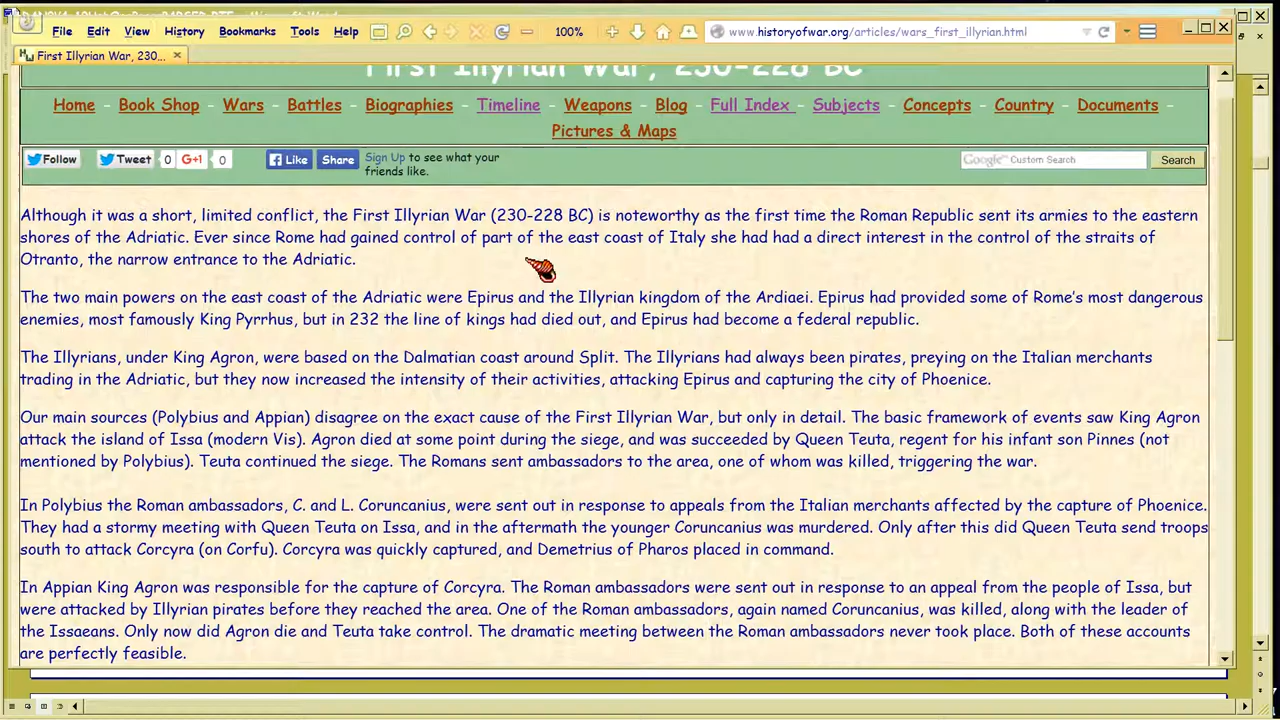 File Edit View History Bookmarks Tools Help 100% www.historyofwar.org/articles/wars_first_illyrian.html
First Illyrian War, 230...
First Illyrian War, 230-228 BC
Home - Book Shop - Wars - Battles - Biographies - Timeline - Weapons - Blog - Full Index - Subjects - Concepts - Country - Documents -
Pictures & Maps
Follow Tweet 0 G+1 0 Like Share Sign Up to see what your
friends like.
Google Custom Search Search
Although it was a short, limited conflict, the First Illyrian War (230-228 BC) is noteworthy as the first time the Roman Republic sent its armies to the eastern
shores of the Adriatic. Ever since Rome had gained control of part of the east coast of Italy she had had a direct interest in the control of the straits of
Otranto, the narrow entrance to the Adriatic.
The two main powers on the east coast of the Adriatic were Epirus and the Illyrian kingdom of the Ardiaei. Epirus had provided some of Rome's most dangerous
enemies, most famously King Pyrrhus, but in 232 the line of kings had died out, and Epirus had become a federal republic.
The Illyrians, under King Agron, were based on the Dalmatian coast around Split. The Illyrians had always been pirates, preying on the Italian merchants
trading in the Adriatic, but they now increased the intensity of their activities, attacking Epirus and capturing the city of Phoenice.
Our main sources (Polybius and Appian) disagree on the exact cause of the First Illyrian War, but only in detail. The basic framework of events saw King Agron
attack the island of Issa (modern Vis). Agron died at some point during the siege, and was succeeded by Queen Teuta, regent for his infant son Pinnes (not
mentioned by Polybius). Teuta continued the siege. The Romans sent ambassadors to the area, one of whom was killed, triggering the war.
In Polybius the Roman ambassadors, C. and L. Coruncanius, were sent out in response to appeals from the Italian merchants affected by the capture of Phoenice.
They had a stormy meeting with Queen Teuta on Issa, and in the aftermath the younger Coruncanius was murdered. Only after this did Queen Teuta send troops
south to attack Corcyra (on Corfu). Corcyra was quickly captured, and Demetrius of Pharos placed in command.
In Appian King Agron was responsible for the capture of Corcyra. The Roman ambassadors were sent out in response to an appeal from the people of Issa, but
were attacked by Illyrian pirates before they reached the area. One of the Roman ambassadors, again named Coruncanius, was killed, along with the leader of
the Issaeans. Only now did Agron die and Teuta take control. The dramatic meeting between the Roman ambassadors never took place. Both of these accounts
are perfectly feasible.